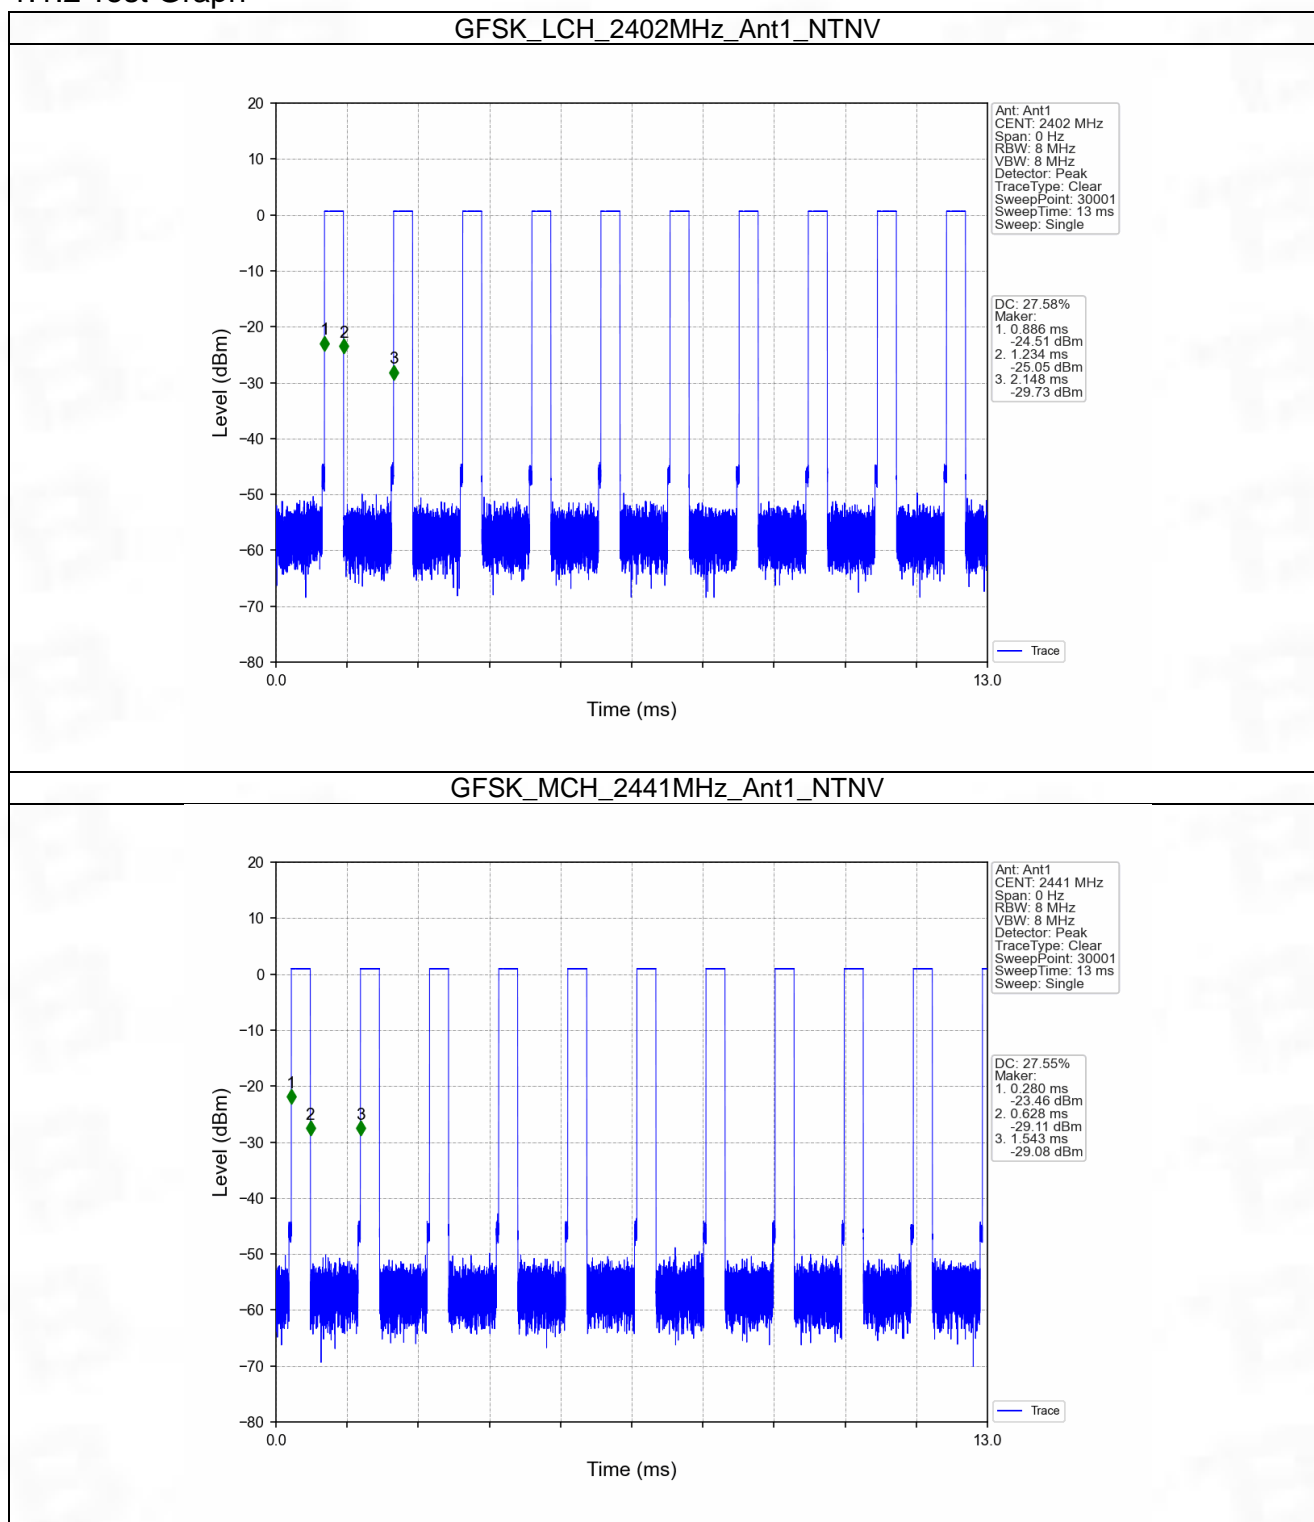 4.1.2 Test Graph
GFSK_LCH_2402MHz_Ant1_NTNV
20
10
0
−10
−20
−30
−40
−50
−60
−70
−80
Level (dBm)
1
2
3
0.0
13.0
Time (ms)
Ant: Ant1
CENT: 2402 MHz
Span: 0 Hz
RBW: 8 MHz
VBW: 8 MHz
Detector: Peak
TraceType: Clear
SweepPoint: 30001
SweepTime: 13 ms
Sweep: Single
DC: 27.58%
Maker:
1. 0.886 ms
-24.51 dBm
2. 1.234 ms
-25.05 dBm
3. 2.148 ms
-29.73 dBm
Trace
GFSK_MCH_2441MHz_Ant1_NTNV
20
10
0
−10
−20
−30
−40
−50
−60
−70
−80
Level (dBm)
1
2
3
0.0
13.0
Time (ms)
Ant: Ant1
CENT: 2441 MHz
Span: 0 Hz
RBW: 8 MHz
VBW: 8 MHz
Detector: Peak
TraceType: Clear
SweepPoint: 30001
SweepTime: 13 ms
Sweep: Single
DC: 27.55%
Maker:
1. 0.280 ms
-23.46 dBm
2. 0.628 ms
-29.11 dBm
3. 1.543 ms
-29.08 dBm
Trace